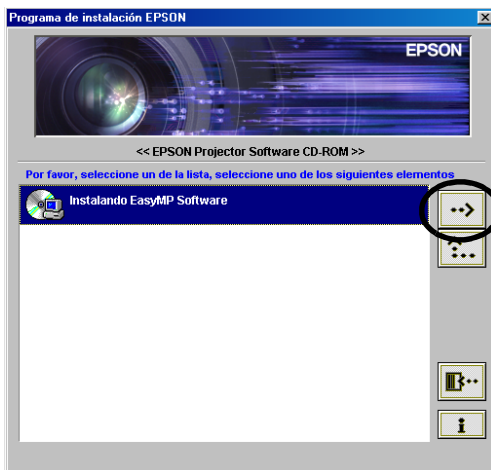 Programa de instalación EPSON
EPSON
<< EPSON Projector Software CD-ROM >>
Por favor, seleccione un de la lista, seleccione uno de los siguientes elementos
Instalando EasyMP Software